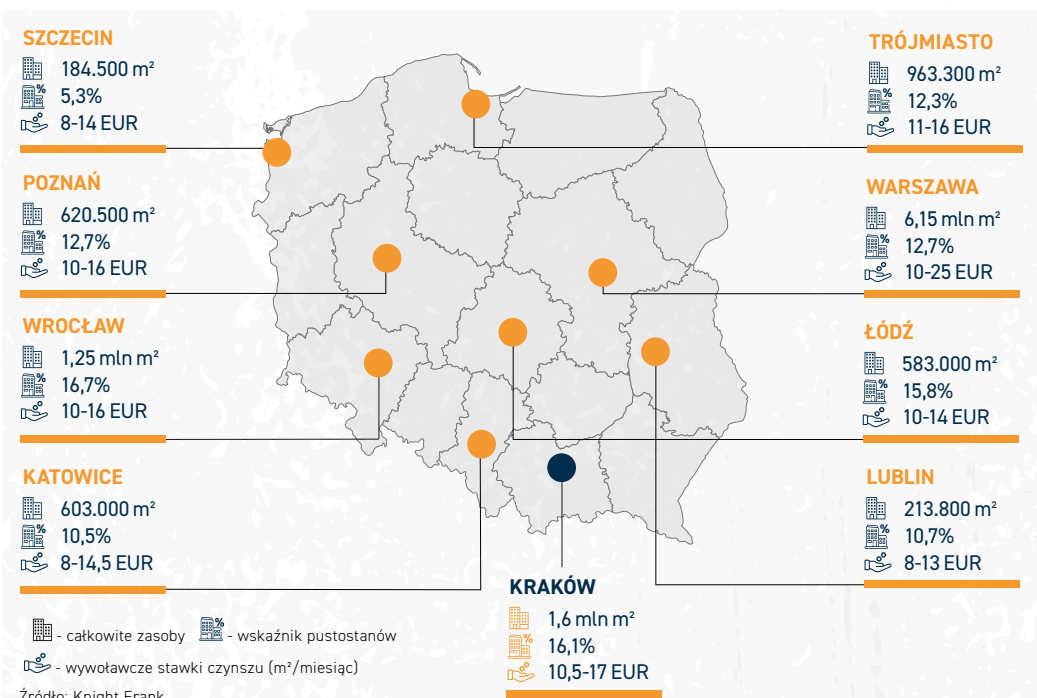 SZCZECIN
184.500 m²
5,3%
8-14 EUR
POZNAŃ
620.500 m²
12,7%
10-16 EUR
WROCŁAW
1,25 mln m²
16,7%
10-16 EUR
KATOWICE
603.000 m²
10,5%
8-14,5 EUR
TRÓJMIASTO
963.300 m²
12,3%
11-16 EUR
WARSZAWA
6,15 mln m²
12,7%
10-25 EUR
ŁÓDŹ
583.000 m²
15,8%
10-14 EUR
LUBLIN
213.800 m²
10,7%
8-13 EUR
KRAKÓW
1,6 mln m²
16,1%
10,5-17 EUR
- całkowite zasoby % - wskaźnik pustostanów
- wywoławcze stawki czynszu (m²/miesiąc)
Źródło: Knight Frank